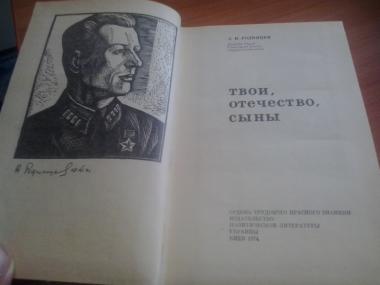 А. И. РОДИМЦЕВ
ТВОИ,
ОТЕЧЕСТВО,
СЫНЫ
ОРДЕНА ТРУДОВОГО КРАСНОГО ЗНАМЕНИ
ИЗДАТЕЛЬСТВО
ПОЛИТИЧЕСКОЙ ЛИТЕРАТУРЫ
УКРАИНЫ
КИЕВ 1974